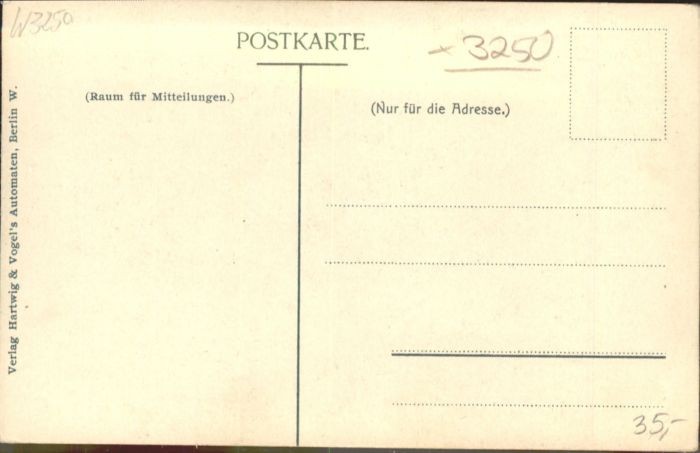 W3250
POSTKARTE.
3250
(Raum für Mitteilungen.)
(Nur für die Adresse.)
Verlag Hartwig & Vogel's Automaten, Berlin W.
35,-